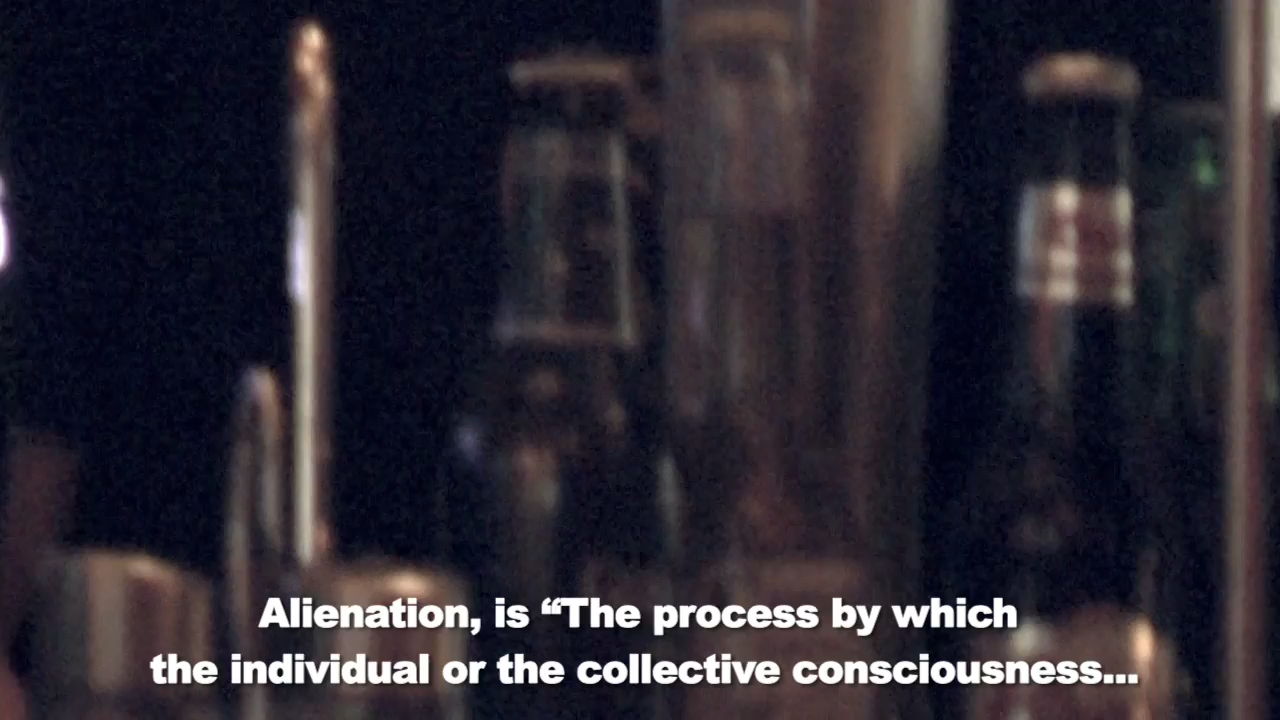 Alienation, is “The process by which
the individual or the collective consciousness...